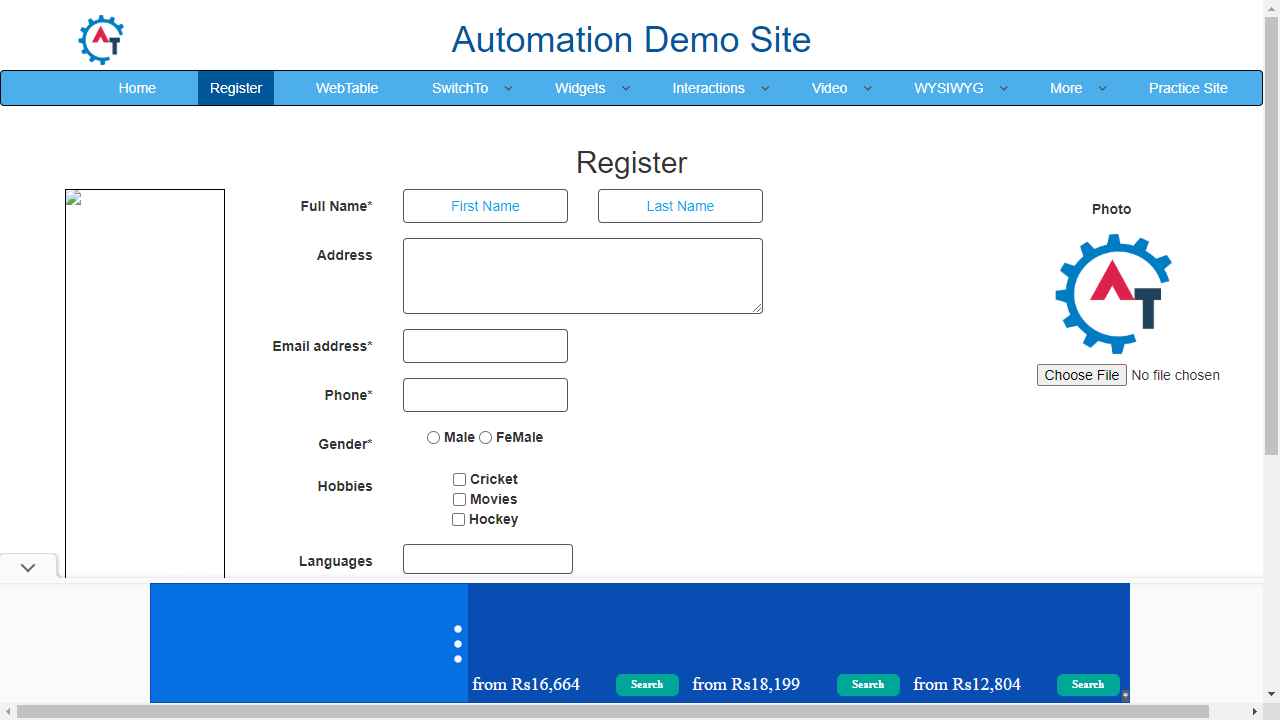 Automation Demo Site
Home Register WebTable SwitchTo Widgets Interactions Video WYSIWYG More Practice Site
Register
Full Name* First Name Last Name
Photo
Address
Email address*
Phone*
Choose File No file chosen
Gender* Male FeMale
Hobbies Cricket
Movies
Hockey
Languages
from Rs16,664 Search from Rs18,199 Search from Rs12,804 Search